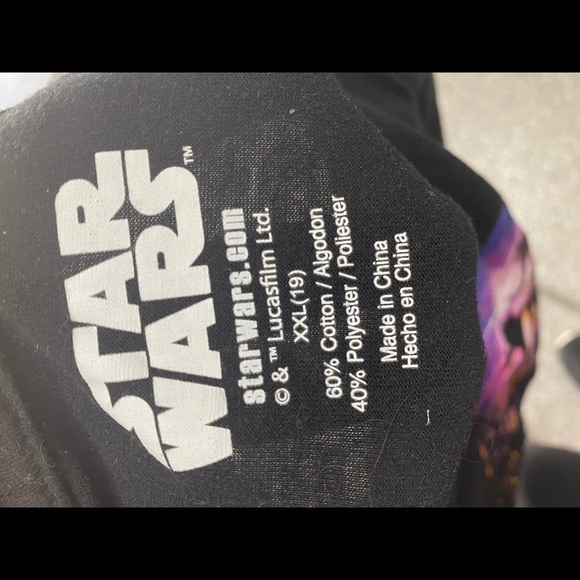 STAR
WARS™
starwars.com
© & ™ Lucasfilm Ltd.
XXL(19)
60% Cotton / Algodon
40% Polyester / Poliester
Made in China
Hecho en China